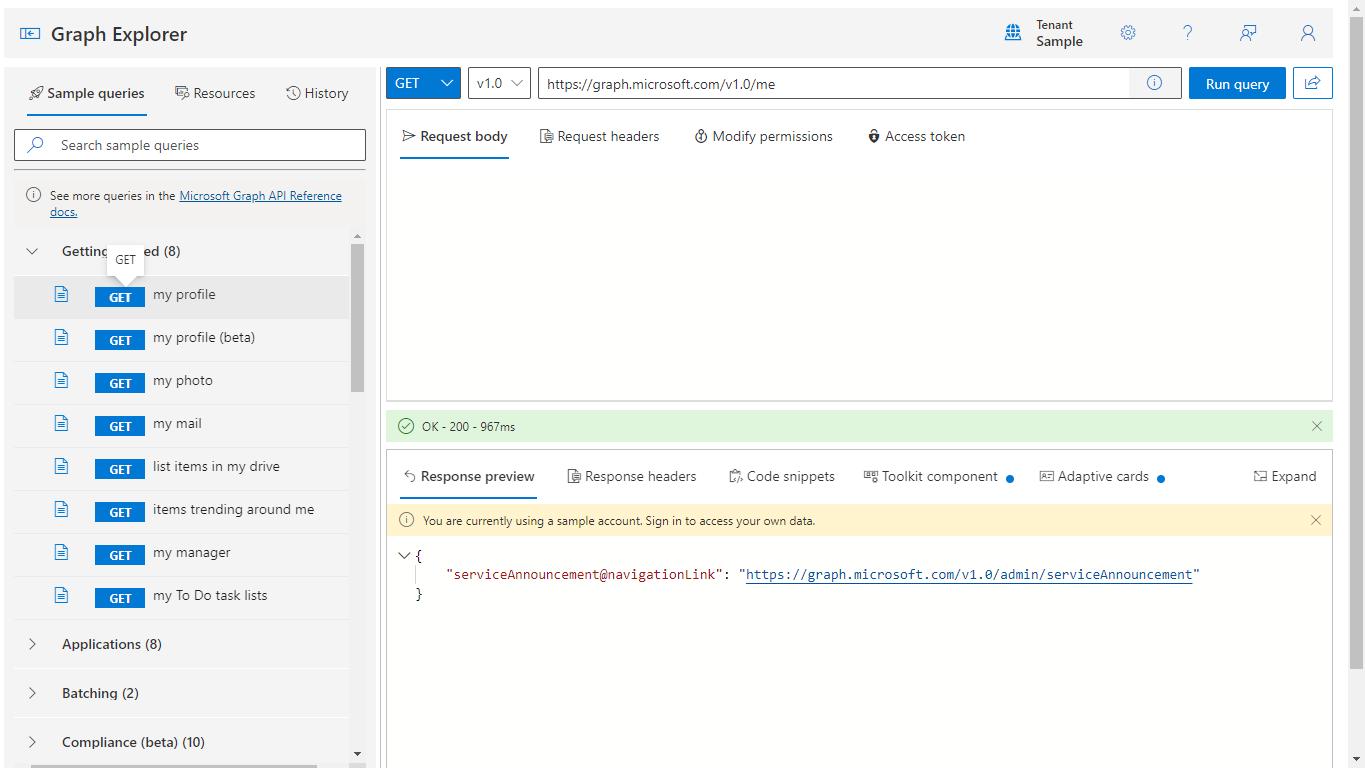 Graph Explorer
Tenant
Sample
Sample queries
Resources
History
Search sample queries
See more queries in the Microsoft Graph API Reference
docs.
Getting ed (8)
GET
GET my profile
GET my profile (beta)
GET my photo
GET my mail
GET list items in my drive
GET items trending around me
GET my manager
GET my To Do task lists
Applications (8)
Batching (2)
Compliance (beta) (10)
GET
v1.0
https://graph.microsoft.com/v1.0/me
Run query
Request body
Request headers
Modify permissions
Access token
OK - 200 - 967ms
Response preview
Response headers
Code snippets
Toolkit component
Adaptive cards
Expand
You are currently using a sample account. Sign in to access your own data.
{
"serviceAnnouncement@navigationLink": "https://graph.microsoft.com/v1.0/admin/serviceAnnouncement"
}